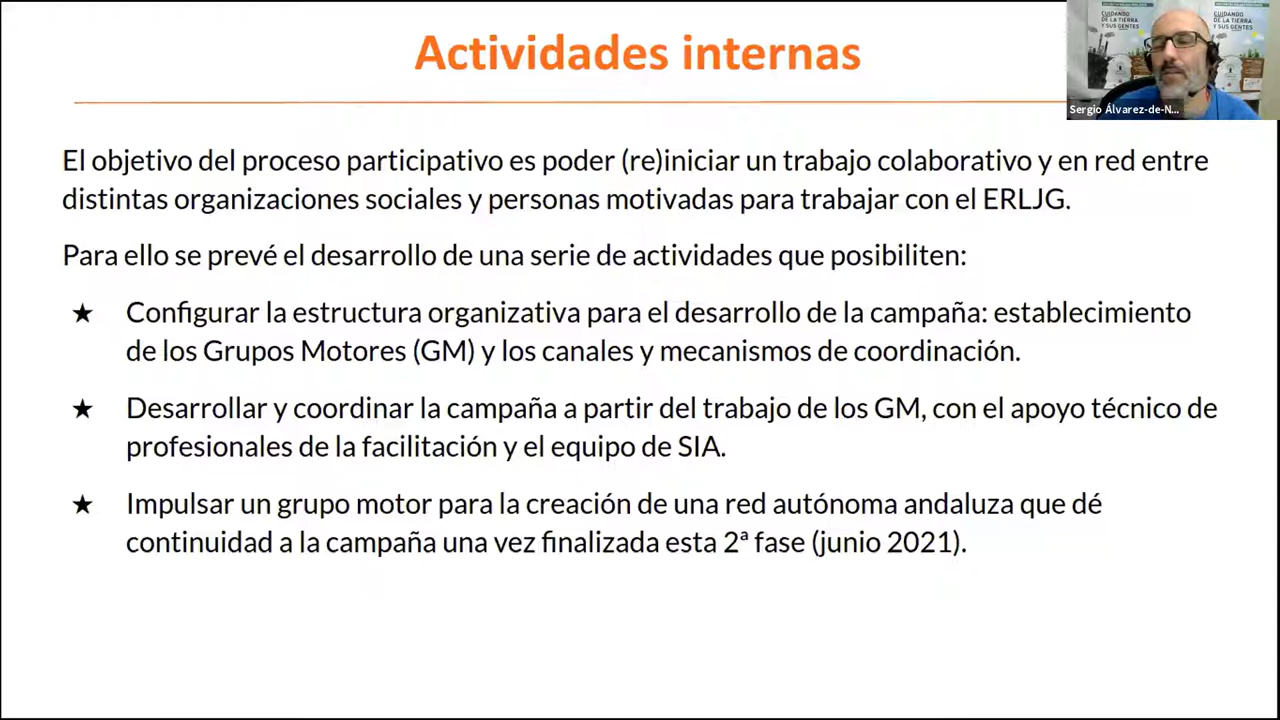 Actividades internas
CUIDANDO
DE LA TIERRA
Y SUS GENTES
CUIDANDO
DE LA TIERRA
Y SUS GENTES
Sergio Álvarez-de-N...
El objetivo del proceso participativo es poder (re)iniciar un trabajo colaborativo y en red entre
distintas organizaciones sociales y personas motivadas para trabajar con el ERLJG.
Para ello se prevé el desarrollo de una serie de actividades que posibiliten:
★ Configurar la estructura organizativa para el desarrollo de la campaña: establecimiento
de los Grupos Motores (GM) y los canales y mecanismos de coordinación.
★ Desarrollar y coordinar la campaña a partir del trabajo de los GM, con el apoyo técnico de
profesionales de la facilitación y el equipo de SIA.
★ Impulsar un grupo motor para la creación de una red autónoma andaluza que dé
continuidad a la campaña una vez finalizada esta 2ª fase (junio 2021).